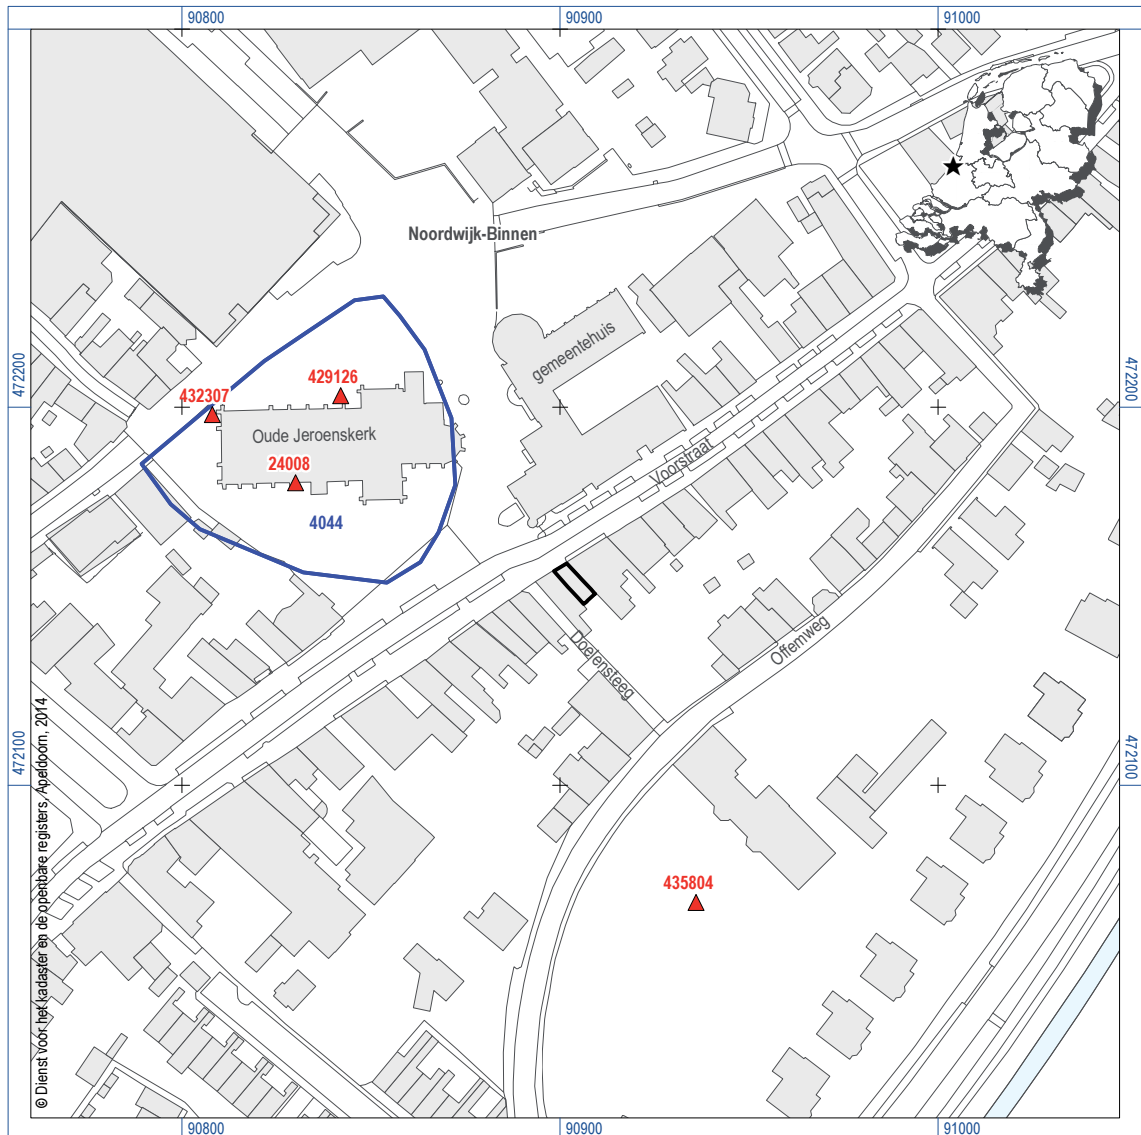 90800
90900
91000
Noordwijk-Binnen
gemeentehuis
472200
472200
429126
432307
Oude Jeroenskerk
24008
Voorstraat
4044
Doelensteeg
Offemweg
472100
472100
435804
© Dienst voor het kadaster en de openbare registers, Apeldoorn, 2014
90800
90900
91000